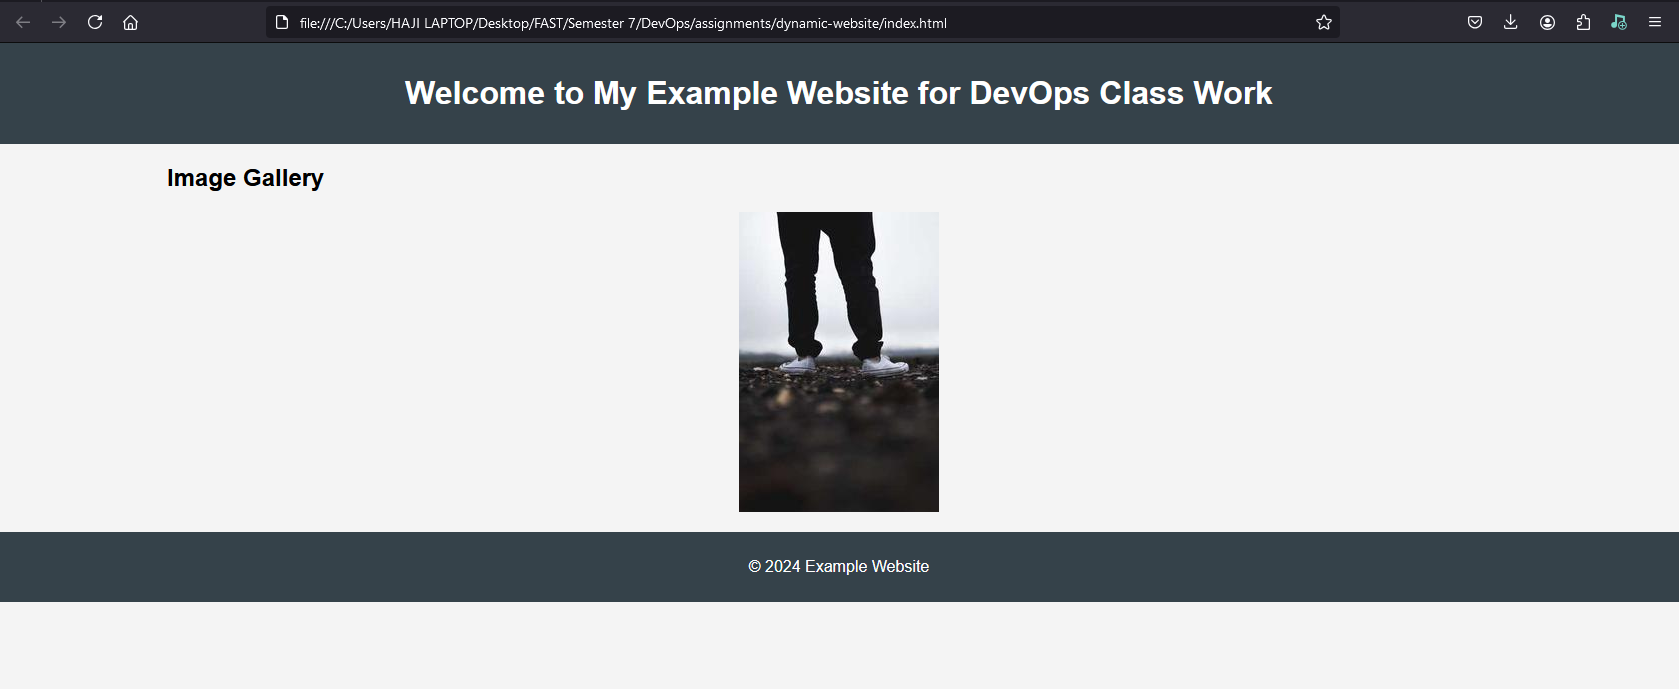 file:///C:/Users/HAJI LAPTOP/Desktop/FAST/Semester 7/DevOps/assignments/dynamic-website/index.html
Welcome to My Example Website for DevOps Class Work
Image Gallery
© 2024 Example Website